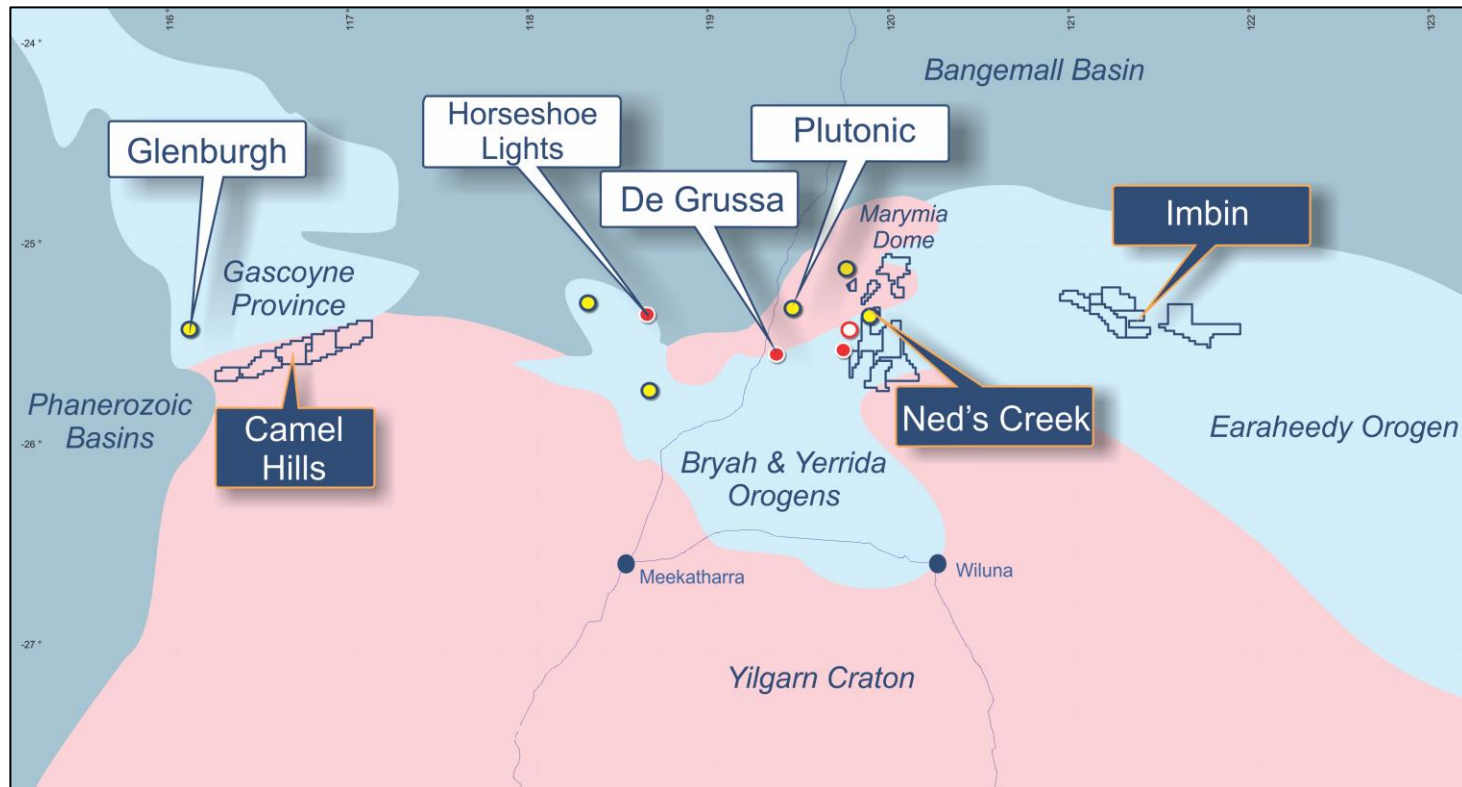 116
117
118
119
120
121
122
123
-24 °
Bangemall Basin
Horseshoe
Lights
Plutonic
Glenburgh
De Grussa
Imbin
Marymia
Dome
-25 °
Gascoyne
Province
Phanerozoic
Basins
Camel
Hills
Ned's Creek
Earaheedy Orogen
-26 °
Bryah & Yerrida
Orogens
Meekatharra
Wiluna
-27 °
Yilgarn Craton